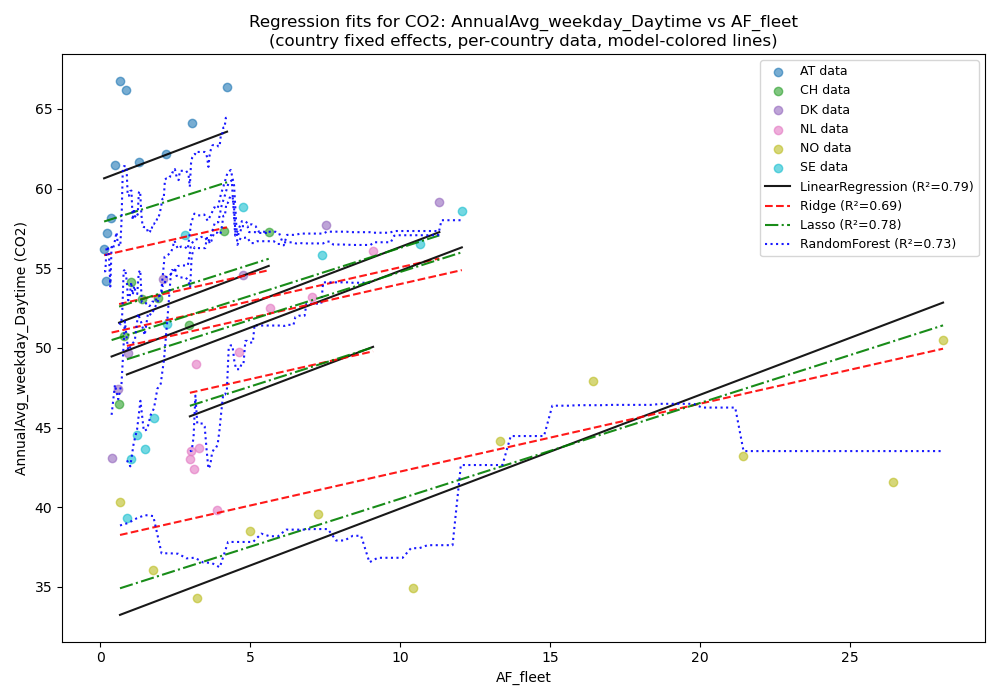 Regression fits for CO2: AnnualAvg_weekday_Daytime vs AF_fleet
(country fixed effects, per-country data, model-colored lines)
AT data
CH data
DK data
NL data
NO data
SE data
LinearRegression (R²=0.79)
Ridge (R²=0.69)
Lasso (R²=0.78)
RandomForest (R²=0.73)
AnnualAvg_weekday_Daytime (CO2)
65
60
55
50
45
40
35
0 5 10 15 20 25
AF_fleet